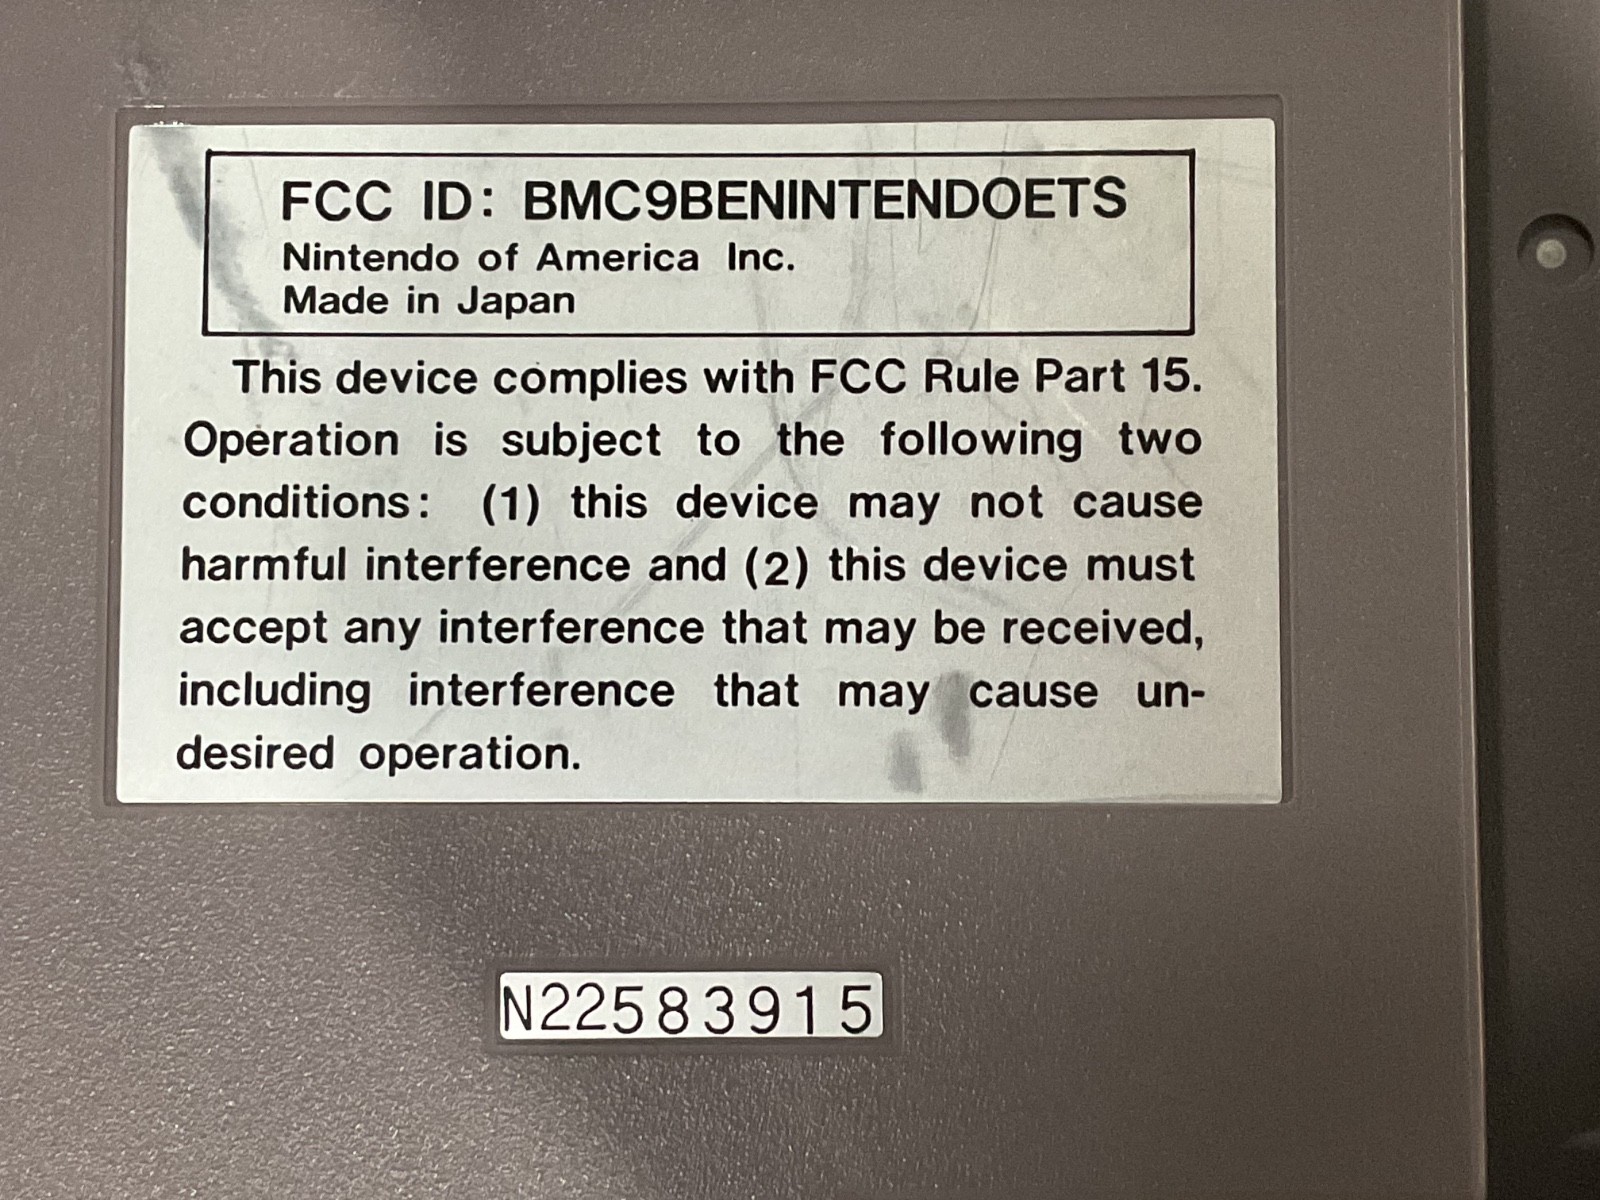 FCC ID: BMC9BENINTENDOETS
Nintendo of America Inc.
Made in Japan
This device complies with FCC Rule Part 15.
Operation is subject to the following two
conditions: (1) this device may not cause
harmful interference and (2) this device must
accept any interference that may be received,
including interference that may cause un-
desired operation.
N22583915